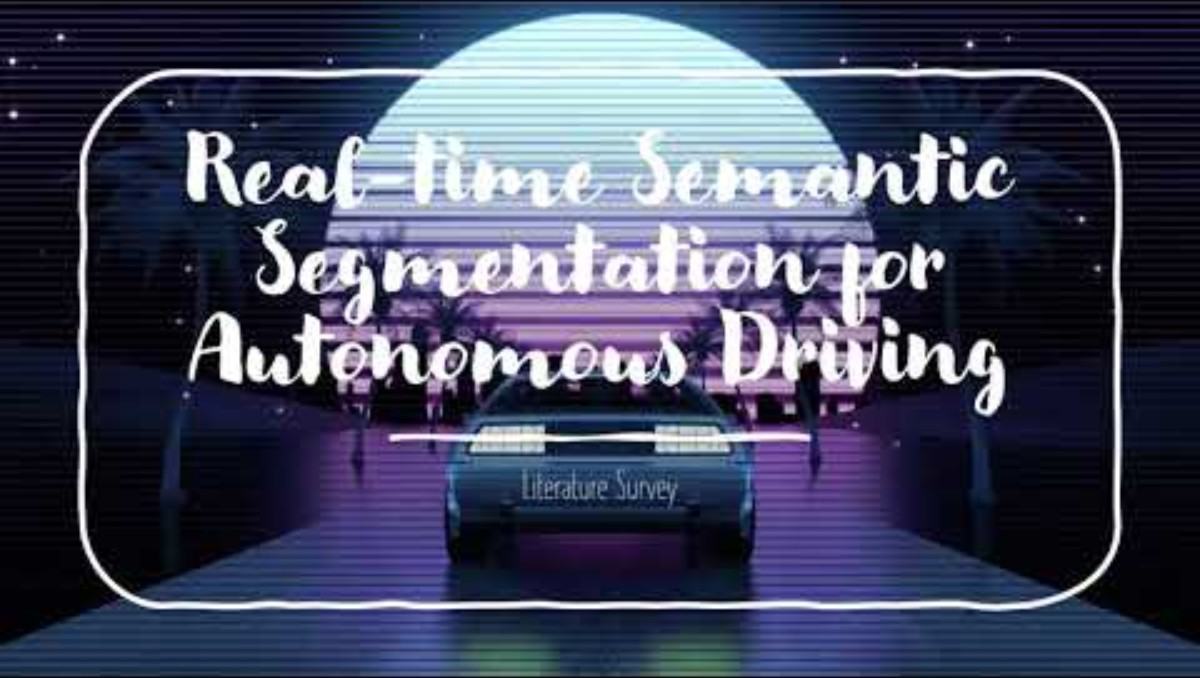 Real-time Semantic
Segmentation for
Autonomous Driving
Literature Survey